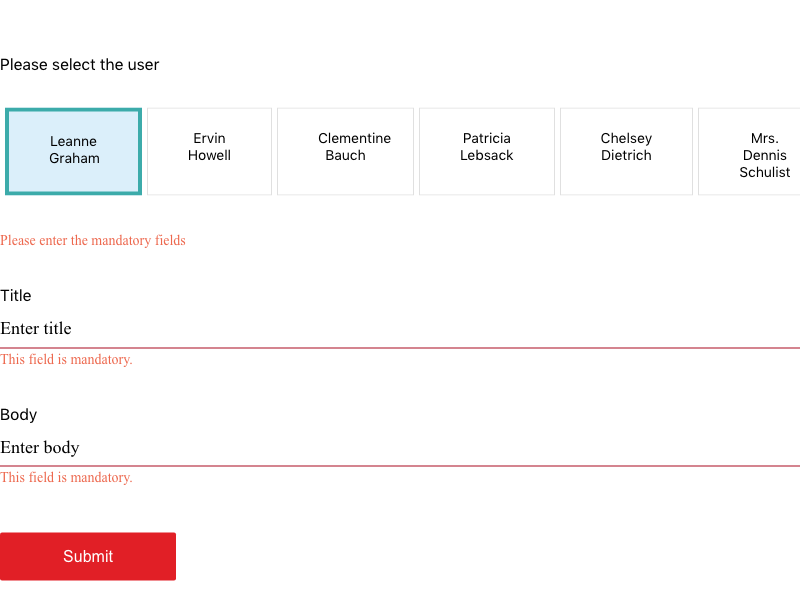 Please select the user
Leanne
Graham
Ervin
Howell
Clementine
Bauch
Patricia
Lebsack
Chelsey
Dietrich
Mrs.
Dennis
Schulist
Please enter the mandatory fields
Title
Enter title
This field is mandatory.
Body
Enter body
This field is mandatory.
Submit